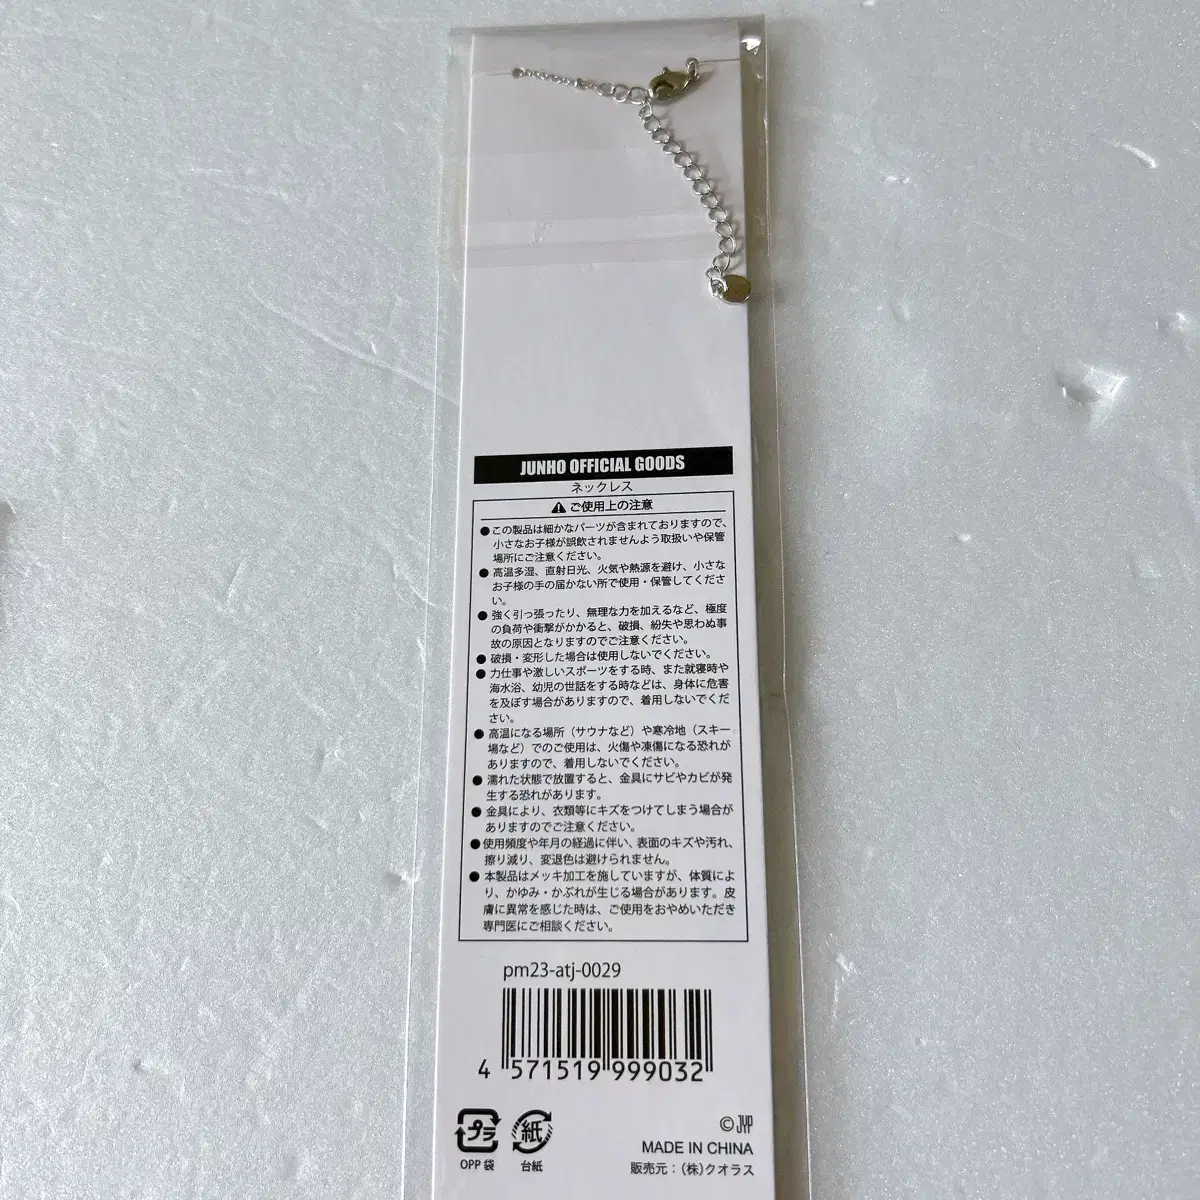 JUNHO OFFICIAL GOODS
ネックレス
ご使用上の注意
●この製品は細かなパーツが含まれておりますので、
小さなお子様が誤飲されませんよう取扱いや保管
場所にご注意ください。
●高温多湿、直射日光、火気や熱源を避け、小さな
お子様の手の届かない所で使用・保管してくださ
い。
●強く引っ張ったり、無理な力を加えるなど、極度
の負荷や衝撃がかかると、破損、紛失や思わぬ事
故の原因となりますのでご注意ください。
●破損・変形した場合は使用しないでください。
●力仕事や激しいスポーツをする時、また就寝時や
海水浴、幼児の世話をする時などは、身体に危害
を及ぼす場合がありますので、着用しないでくだ
さい。
●高温になる場所（サウナなど）や寒冷地（スキー
場など）でのご使用は、火傷や凍傷になる恐れが
ありますので、着用しないでください。
●濡れた状態で放置すると、金具にサビやカビが発
生する恐れがあります。
●金具により、衣類等にキズをつけてしまう場合が
ありますのでご注意ください。
●使用頻度や年月の経過に伴い、表面のキズや汚れ、
擦り減り、変退色は避けられません。
●本製品はメッキ加工を施していますが、体質によ
り、かゆみ・かぶれが生じる場合があります。皮
膚に異常を感じた時は、ご使用をおやめいただき
専門医にご相談ください。
pm23-atj-0029
4 571519 999032
プラ
OPP 袋
紙
台紙
©JYP
MADE IN CHINA
販売元：（株）クオラス